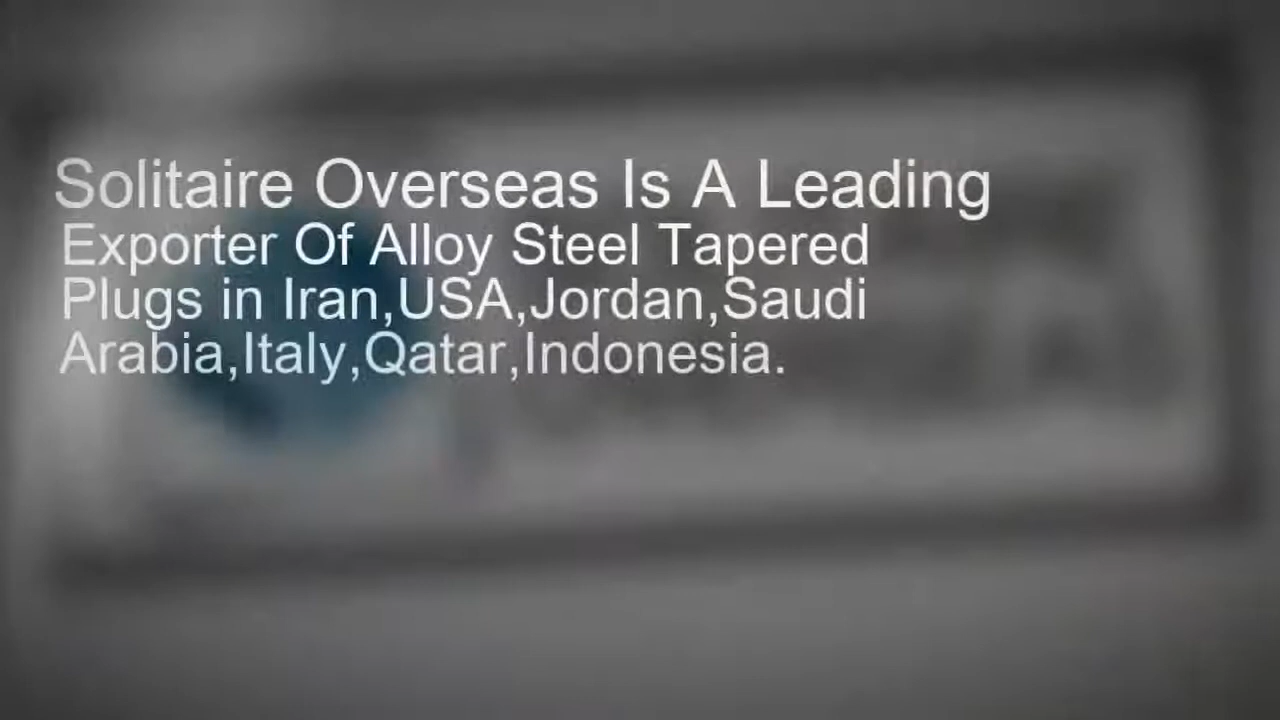 Solitaire Overseas Is A Leading
Exporter Of Alloy Steel Tapered
Plugs in Iran,USA,Jordan,Saudi
Arabia,Italy,Qatar,Indonesia.